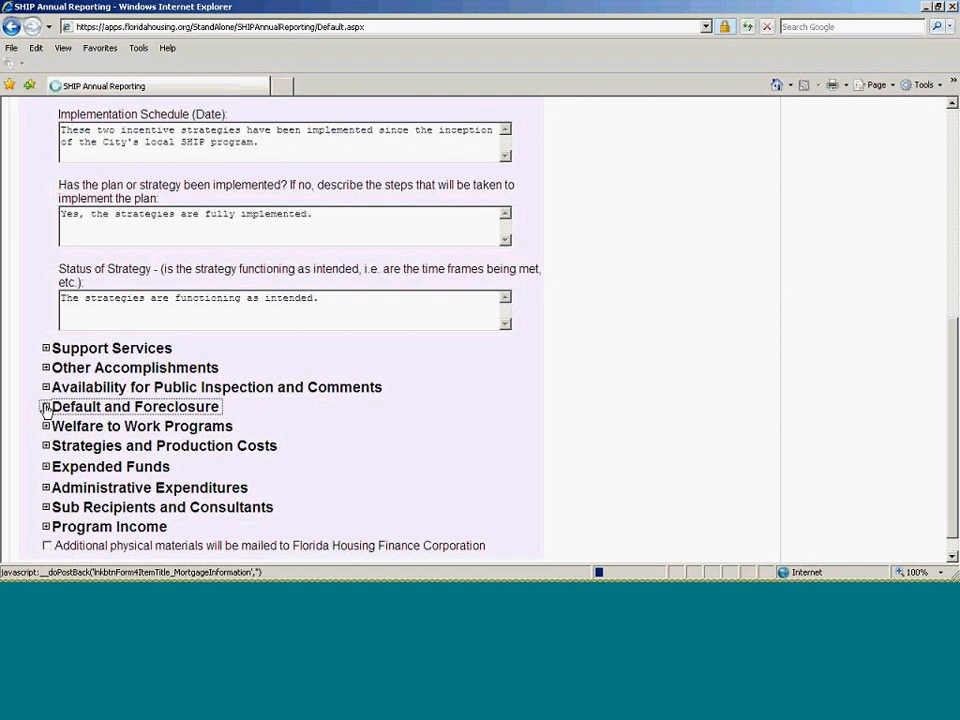 SHIP Annual Reporting - Windows Internet Explorer
https://apps.floridahousing.org/StandAlone/SHIPAnnualReporting/Default.aspx
Search Google
File Edit View Favorites Tools Help
SHIP Annual Reporting
Page Tools
Implementation Schedule (Date):
These two incentive strategies have been implemented since the inception
of the City's local SHIP program.
Has the plan or strategy been implemented? If no, describe the steps that will be taken to
implement the plan:
Yes, the strategies are fully implemented.
Status of Strategy - (is the strategy functioning as intended, i.e. are the time frames being met,
etc.):
The strategies are functioning as intended.
Support Services
Other Accomplishments
Availability for Public Inspection and Comments
Default and Foreclosure
Welfare to Work Programs
Strategies and Production Costs
Expended Funds
Administrative Expenditures
Sub Recipients and Consultants
Program Income
Additional physical materials will be mailed to Florida Housing Finance Corporation
javascript:__doPostBack('lnkbtnForm4ItemTitle_MortgageInformation','')
Internet
100%